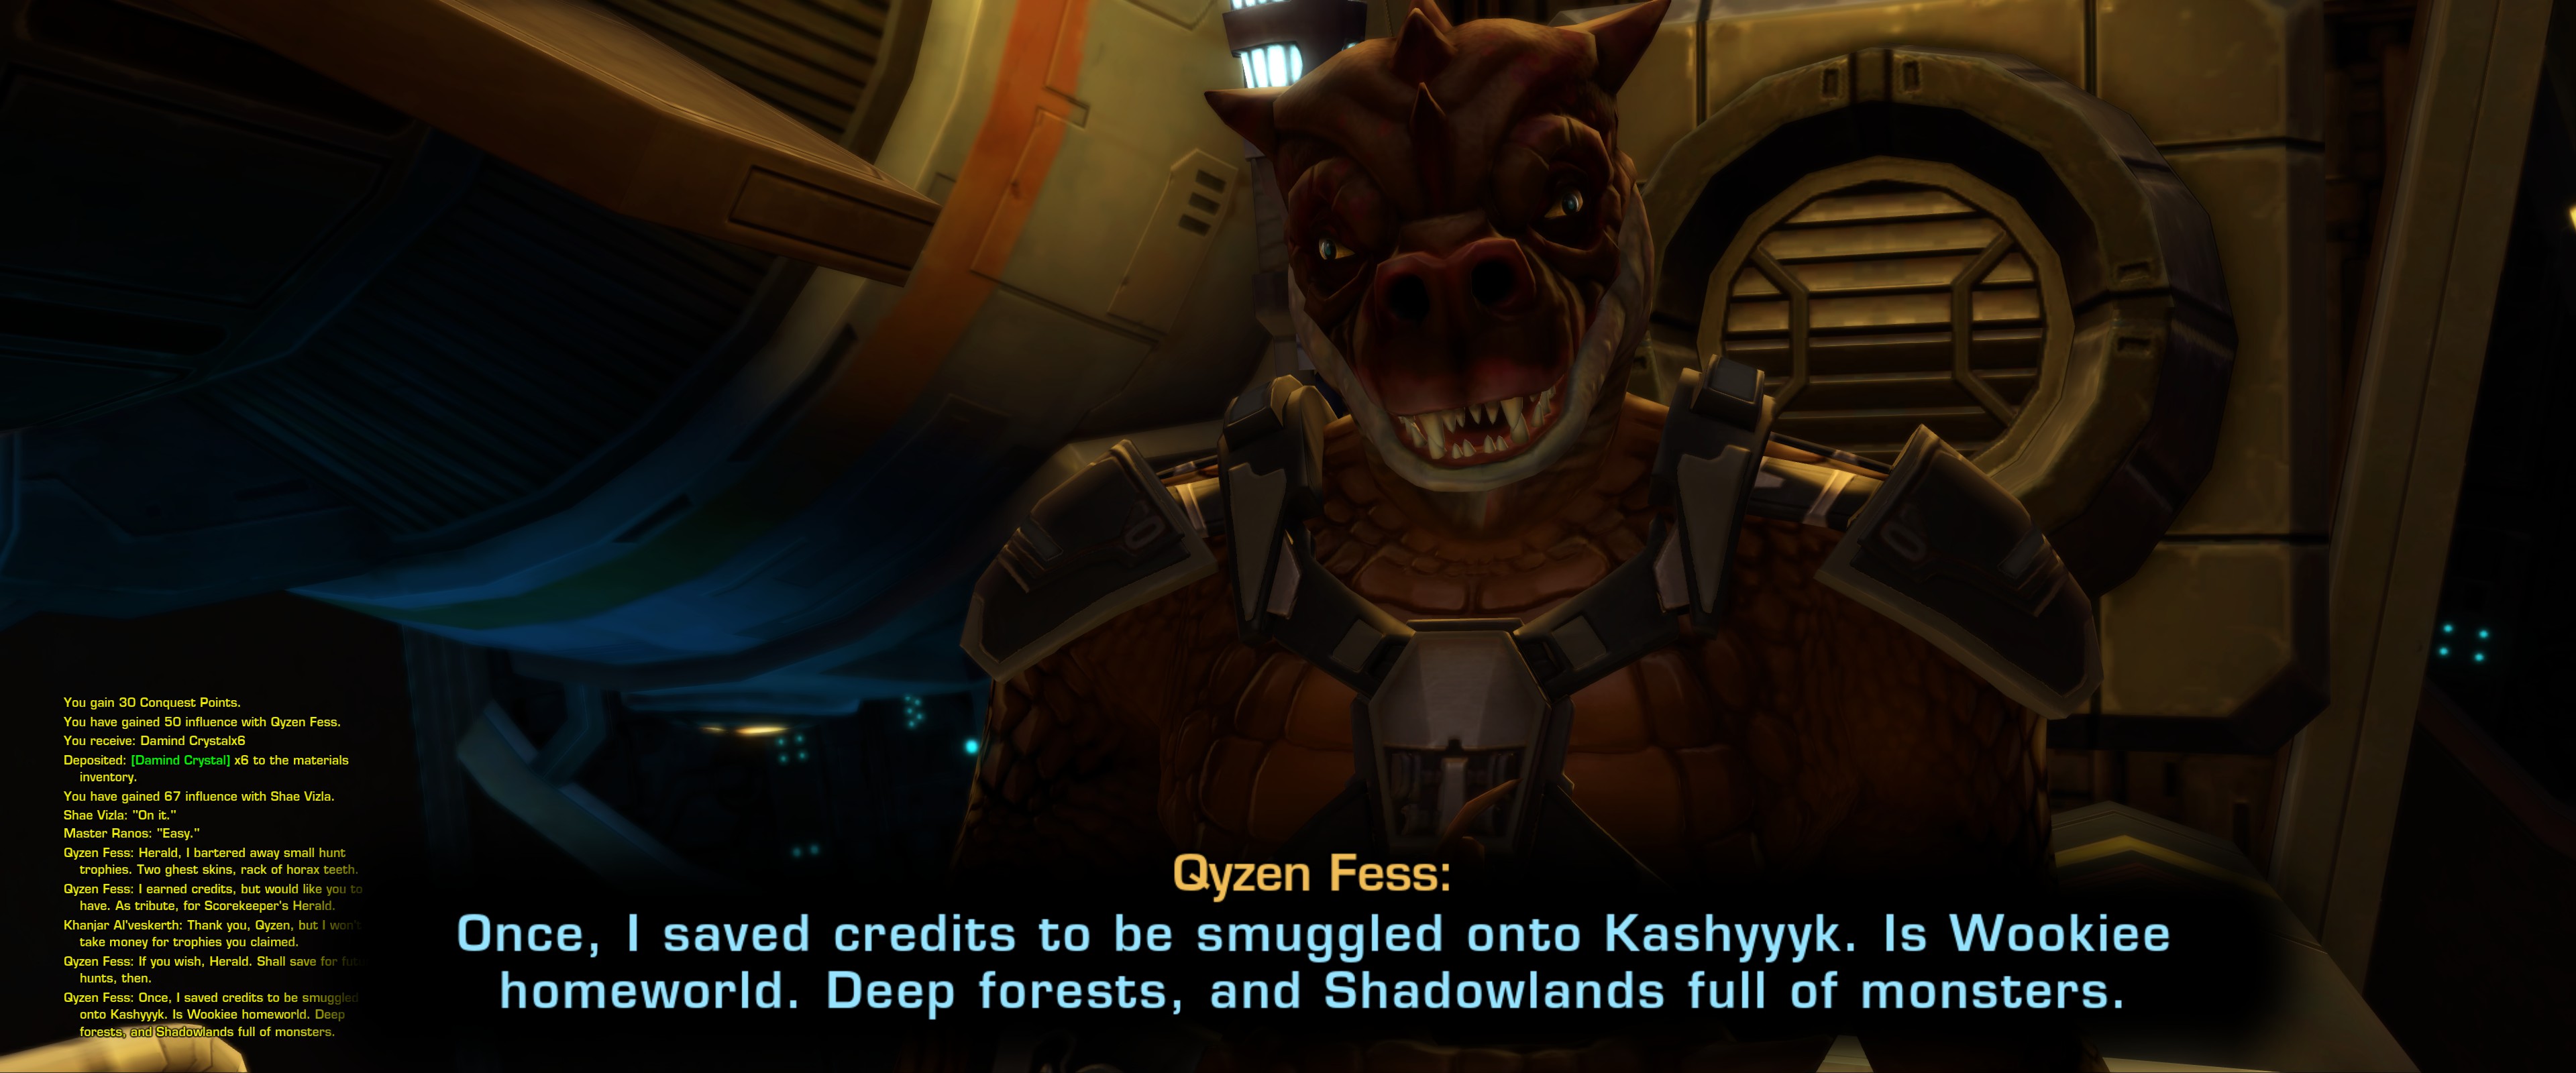 You gain 30 Conquest Points.
You have gained 50 influence with Qyzen Fess.
You receive: Damind Crystalx6
Deposited: [Damind Crystal] x6 to the materials
inventory.
You have gained 67 influence with Shae Vizla.
Shae Vizla: "On it."
Master Ranos: "Easy."
Qyzen Fess: Herald, I bartered away small hunt
trophies. Two ghest skins, rack of horax teeth.
Qyzen Fess: I earned credits, but would like you to
have. As tribute, for Scorekeeper's Herald.
Khanjar Al'veskerth: Thank you, Qyzen, but I won't
take money for trophies you claimed.
Qyzen Fess: If you wish, Herald. Shall save for
hunts, then.
Qyzen Fess: Once, I saved credits to be smuggled
onto Kashyyyk. Is Wookiee homeworld. Deep
forests, and Shadowlands full of monsters.
Qyzen Fess:
Once, I saved credits to be smuggled onto Kashyyyk. Is Wookiee
homeworld. Deep forests, and Shadowlands full of monsters.